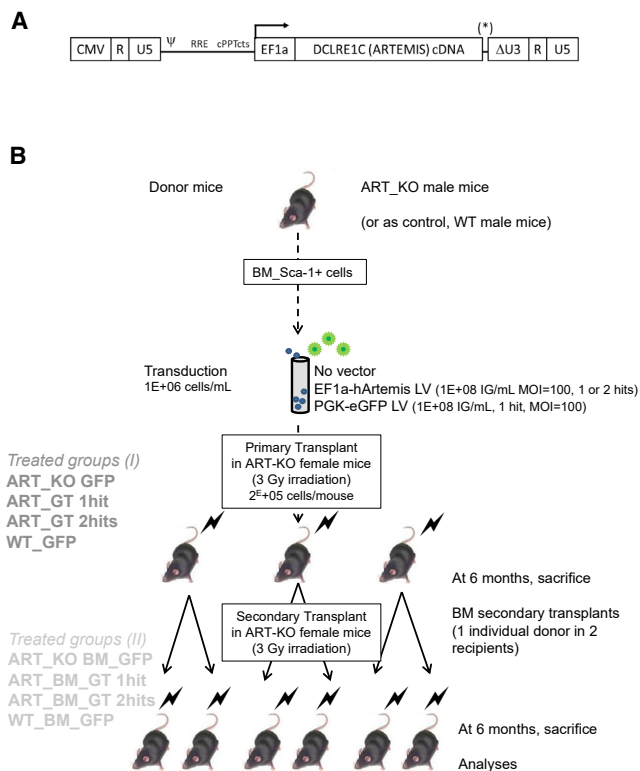 A
(*)
Ψ RRE cPPTcts
CMV R U5 EF1a DCLRE1C (ARTEMIS) cDNA ΔU3 R U5
B
Donor mice
ART_KO male mice
(or as control, WT male mice)
BM_Sca-1+ cells
Transduction
1E+06 cells/mL
No vector
EF1a-hArtemis LV (1E+08 IG/mL MOI=100, 1 or 2 hits)
PGK-eGFP LV (1E+08 IG/mL, 1 hit, MOI=100)
Primary Transplant
in ART-KO female mice
(3 Gy irradiation)
2E+05 cells/mouse
Treated groups (I)
ART_KO GFP
ART_GT 1hit
ART_GT 2hits
WT_GFP
At 6 months, sacrifice
BM secondary transplants
(1 individual donor in 2
recipients)
Secondary Transplant
in ART-KO female mice
(3 Gy irradiation)
Treated groups (II)
ART_KO BM_GFP
ART_BM_GT 1hit
ART_BM_GT 2hits
WT_BM_GFP
At 6 months, sacrifice
Analyses